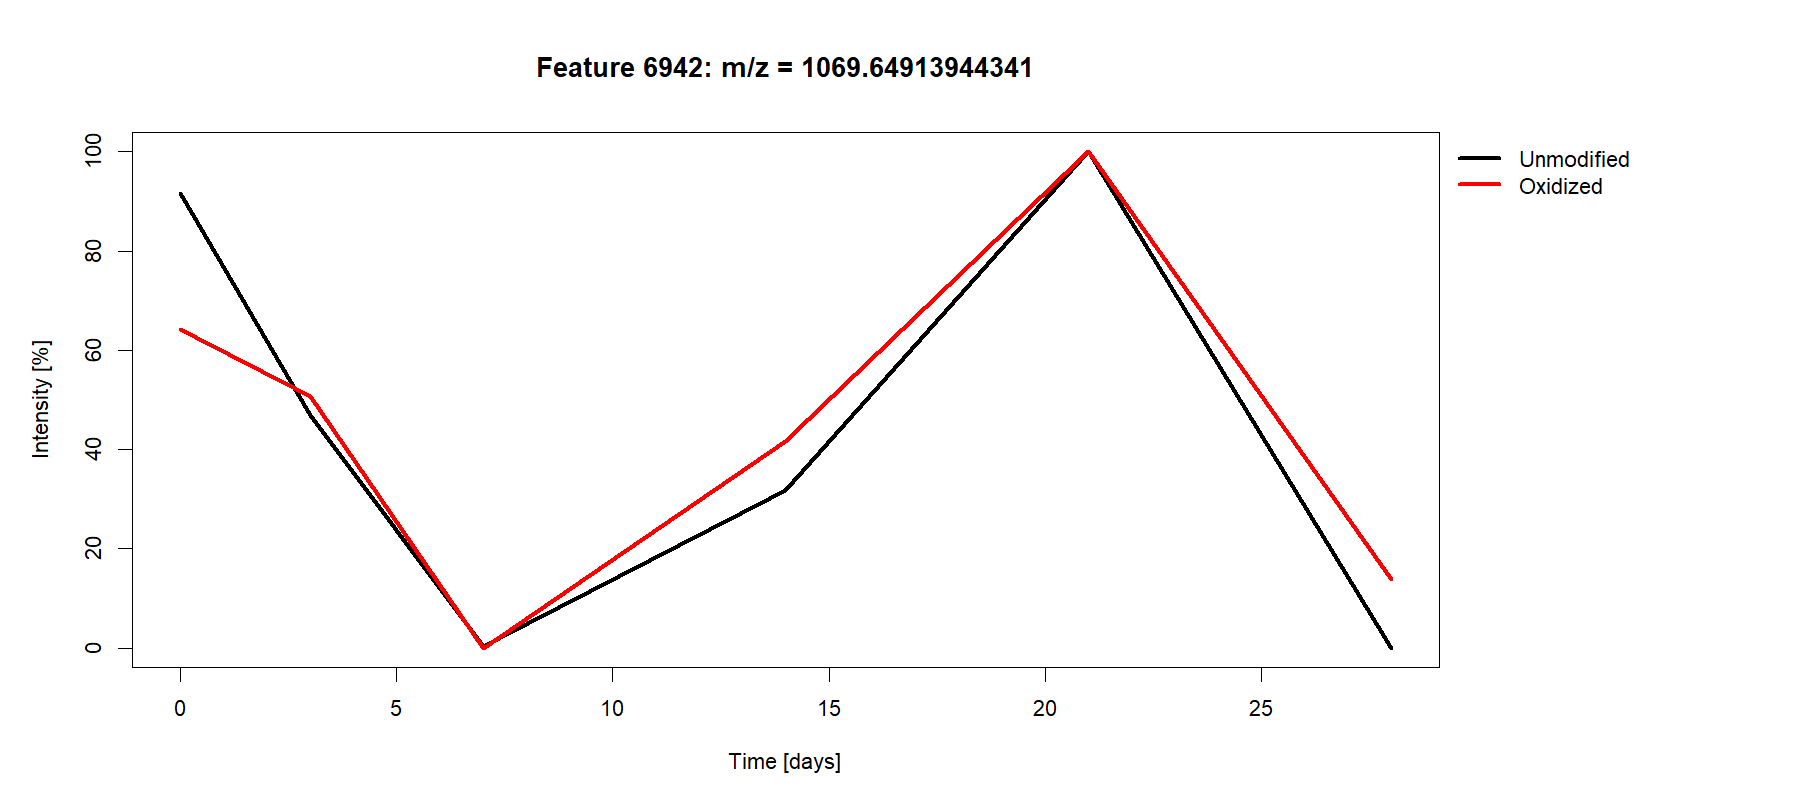 Feature 6942: m/z = 1069.64913944341
Unmodified
Oxidized
Intensity [%]
100
80
60
40
20
0
0 5 10 15 20 25
Time [days]